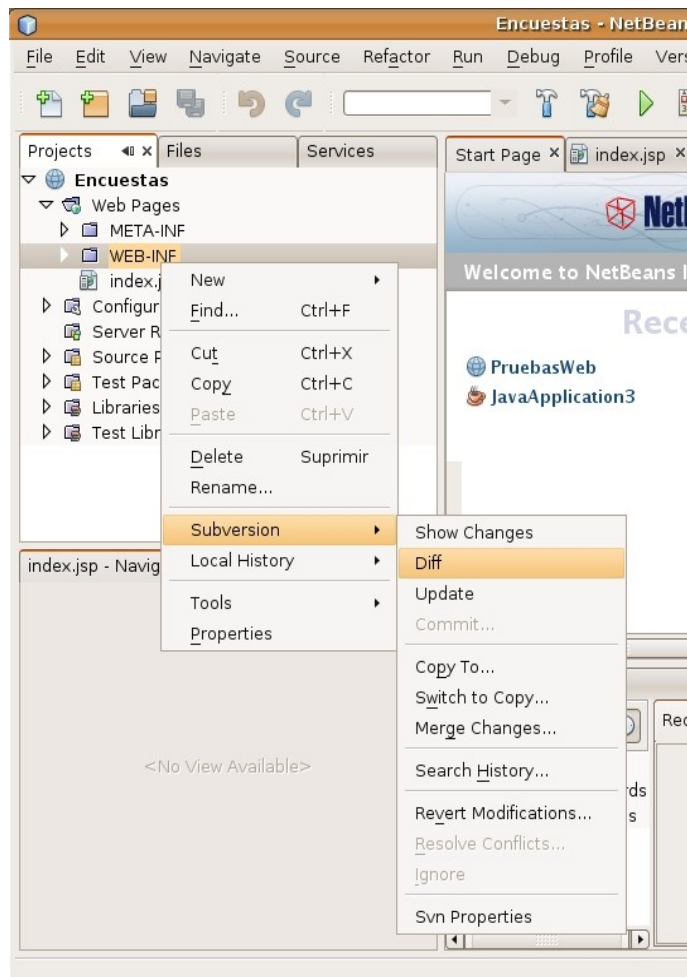 Encuestas - NetBean
File Edit View Navigate Source Refactor Run Debug Profile Vers
Projects Files Services
Start Page index.jsp
Encuestas
Web Pages
META-INF
WEB-INF
index.j
Configur
Server R
Source P
Test Pac
Libraries
Test Libr
Net
Welcome to NetBeans I
Rece
PruebasWeb
JavaApplication3
New
Find... Ctrl+F
Cut Ctrl+X
Copy Ctrl+C
Paste Ctrl+V
Delete Suprimir
Rename...
Subversion
Local History
Tools
Properties
Show Changes
Diff
Update
Commit...
Copy To...
Switch to Copy...
Merge Changes...
Search History...
Revert Modifications...
Resolve Conflicts...
Ignore
Svn Properties
index.jsp - Navig
<No View Available>
Rec
rds
s